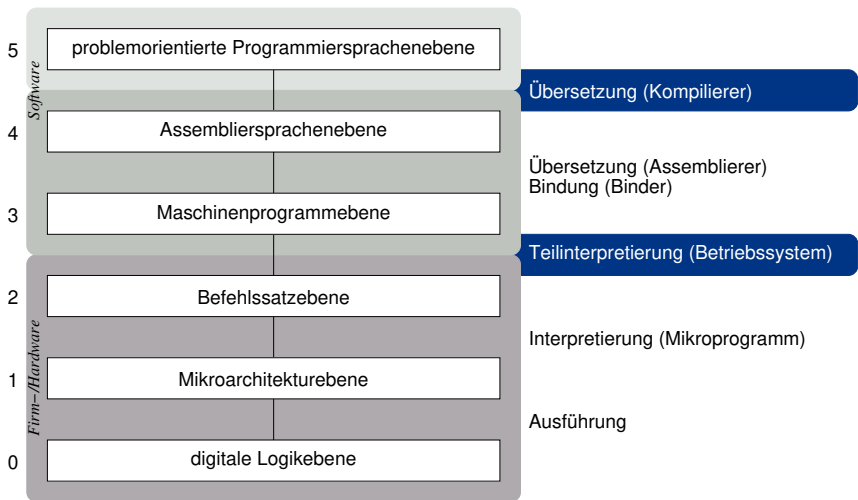 5
problemorientierte Programmiersprachenebene
Software
Übersetzung (Kompilierer)
4
Assembliersprachenebene
Übersetzung (Assemblierer)
Bindung (Binder)
3
Maschinenprogrammebene
Teilinterpretierung (Betriebssystem)
2
Befehlssatzebene
Firm–/Hardware
Interpretierung (Mikroprogramm)
1
Mikroarchitekturebene
Ausführung
0
digitale Logikebene